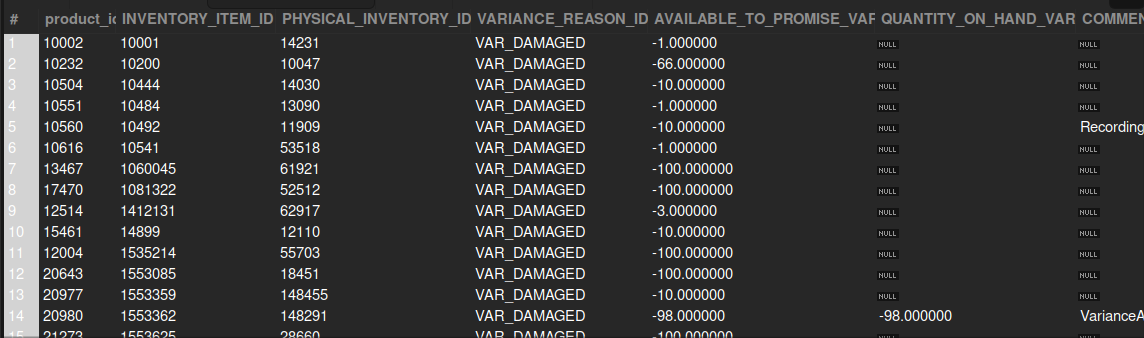 # product_ic INVENTORY_ITEM_ID PHYSICAL_INVENTORY_ID VARIANCE_REASON_ID AVAILABLE_TO_PROMISE_VAR QUANTITY_ON_HAND_VAR COMMEN
1 10002 10001 14231 VAR_DAMAGED -1.000000 NULL NULL
2 10232 10200 10047 VAR_DAMAGED -66.000000 NULL NULL
3 10504 10444 14030 VAR_DAMAGED -10.000000 NULL NULL
4 10551 10484 13090 VAR_DAMAGED -1.000000 NULL NULL
5 10560 10492 11909 VAR_DAMAGED -10.000000 NULL Recording
6 10616 10541 53518 VAR_DAMAGED -1.000000 NULL NULL
7 13467 1060045 61921 VAR_DAMAGED -100.000000 NULL NULL
8 17470 1081322 52512 VAR_DAMAGED -100.000000 NULL NULL
9 12514 1412131 62917 VAR_DAMAGED -3.000000 NULL NULL
10 15461 14899 12110 VAR_DAMAGED -10.000000 NULL NULL
11 12004 1535214 55703 VAR_DAMAGED -100.000000 NULL NULL
12 20643 1553085 18451 VAR_DAMAGED -100.000000 NULL NULL
13 20977 1553359 148455 VAR_DAMAGED -10.000000 NULL NULL
14 20980 1553362 148291 VAR_DAMAGED -98.000000 -98.000000 VarianceA
15 21273 1553625 28660 VAR_DAMAGED -100.000000